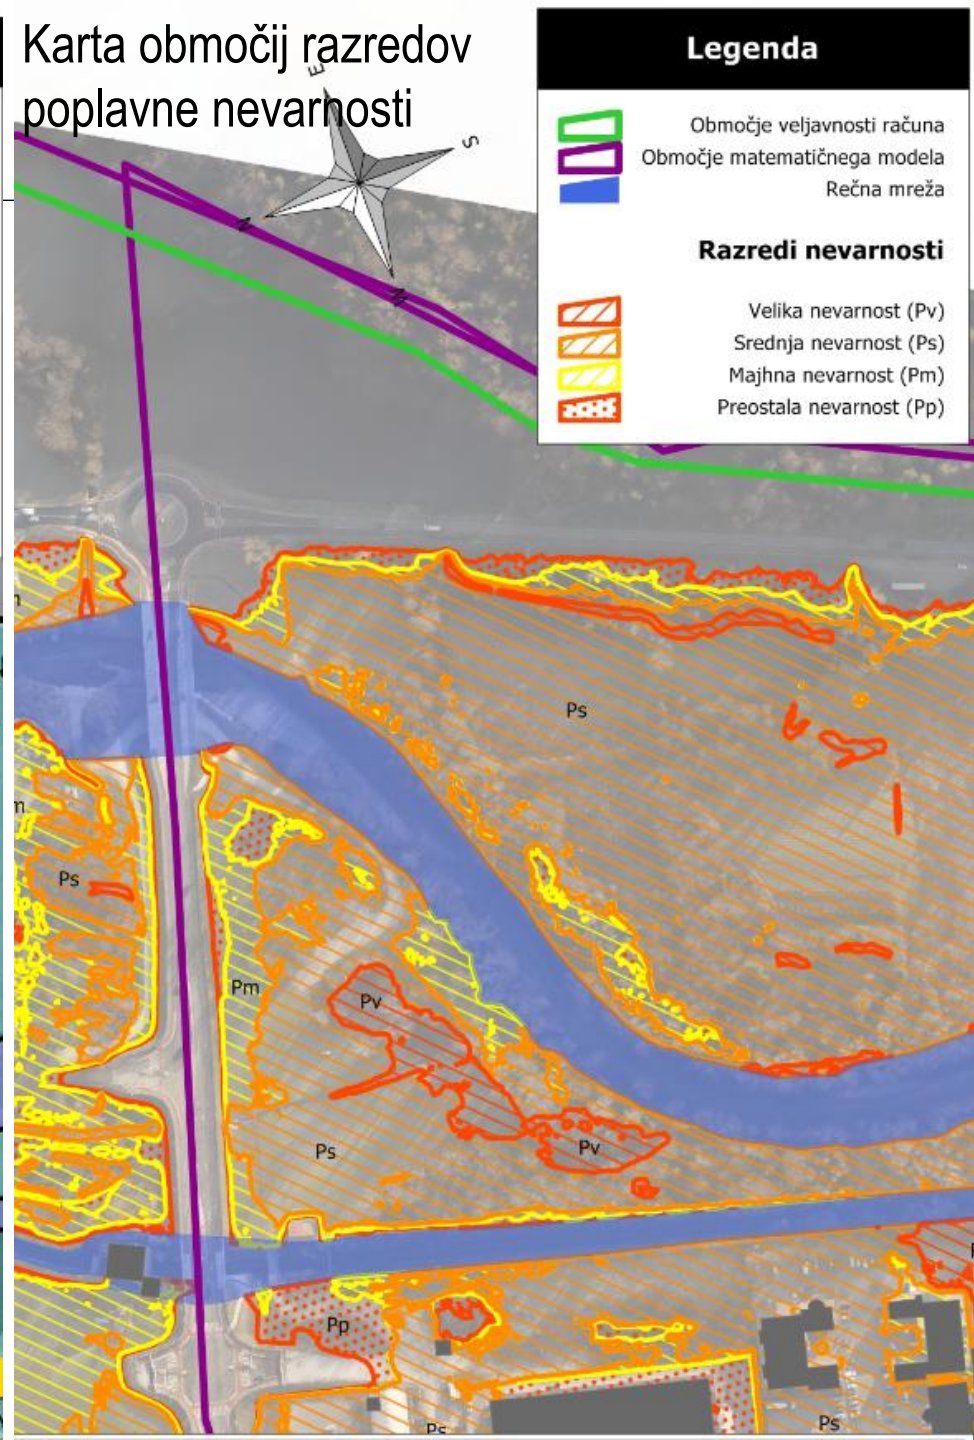 Karta območij razredov
poplavne nevarnosti
E
S
N
W
Legenda
Območje veljavnosti računa
Območje matematičnega modela
Rečna mreža
Razredi nevarnosti
Velika nevarnost (Pv)
Srednja nevarnost (Ps)
Majhna nevarnost (Pm)
Preostala nevarnost (Pp)
Ps
Ps
Pm
Pv
Ps
Pv
Pp
Ps
Ps